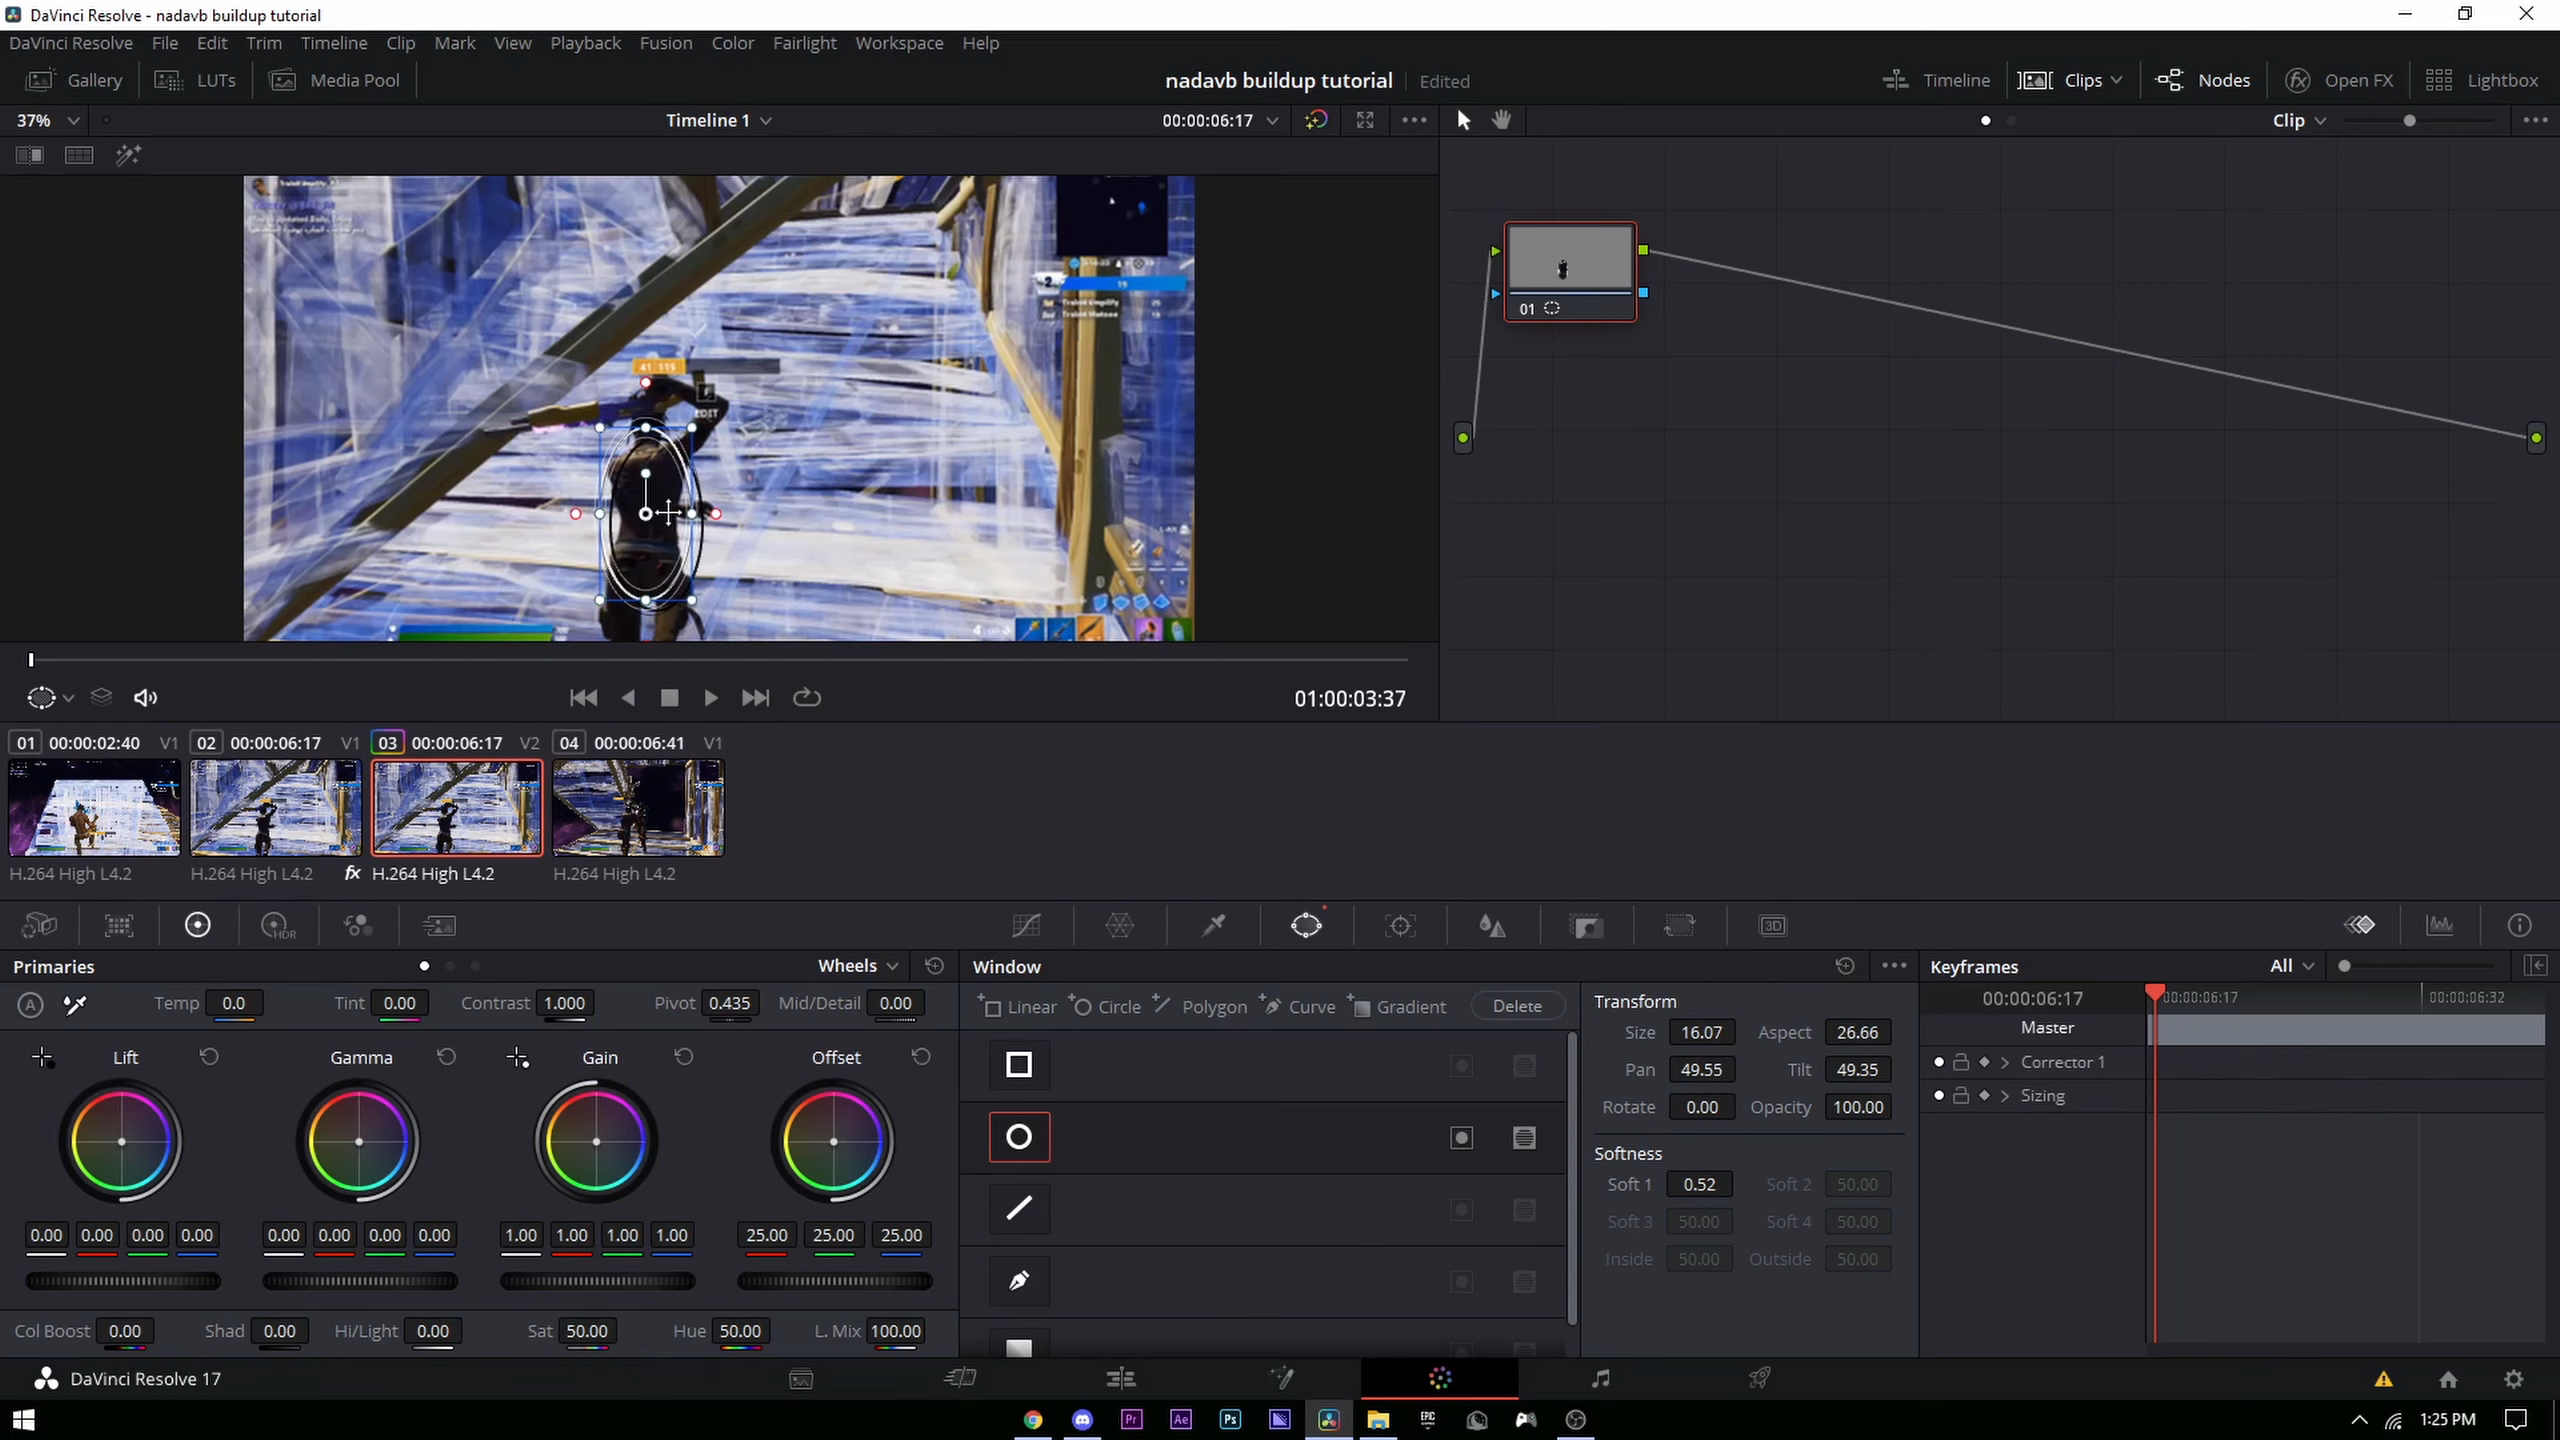 DaVinci Resolve - nadavb buildup tutorial
DaVinci Resolve File Edit Trim Timeline Clip Mark View Playback Fusion Color Fairlight Workspace Help
Gallery LUTs Media Pool nadavb buildup tutorial Edited Timeline Clips Nodes Open FX Lightbox
37% Timeline 1 00:00:06:17 Clip
19
41 115
EDIT
01
01:00:03:37
01 00:00:02:40 V1 02 00:00:06:17 V1 03 00:00:06:17 V2 04 00:00:06:41 V1
H.264 High L4.2 H.264 High L4.2 fx H.264 High L4.2 H.264 High L4.2
HDR 3D
Primaries Wheels Window Keyframes All
A Temp 0.0 Tint 0.00 Contrast 1.000 Pivot 0.435 Mid/Detail 0.00
Linear Circle Polygon Curve Gradient Delete
Transform
Size 16.07 Aspect 26.66
Pan 49.55 Tilt 49.35
Rotate 0.00 Opacity 100.00
Softness
Soft 1 0.52 Soft 2 50.00
Soft 3 50.00 Soft 4 50.00
Inside 50.00 Outside 50.00
00:00:06:17 00:00:06:17 00:00:06:32
Master
Corrector 1
Sizing
Lift Gamma Gain Offset
0.00 0.00 0.00 0.00 0.00 0.00 0.00 0.00 1.00 1.00 1.00 1.00 25.00 25.00 25.00
Col Boost 0.00 Shad 0.00 Hi/Light 0.00 Sat 50.00 Hue 50.00 L. Mix 100.00
DaVinci Resolve 17
Pr Ae Ps EPIC 1:25 PM